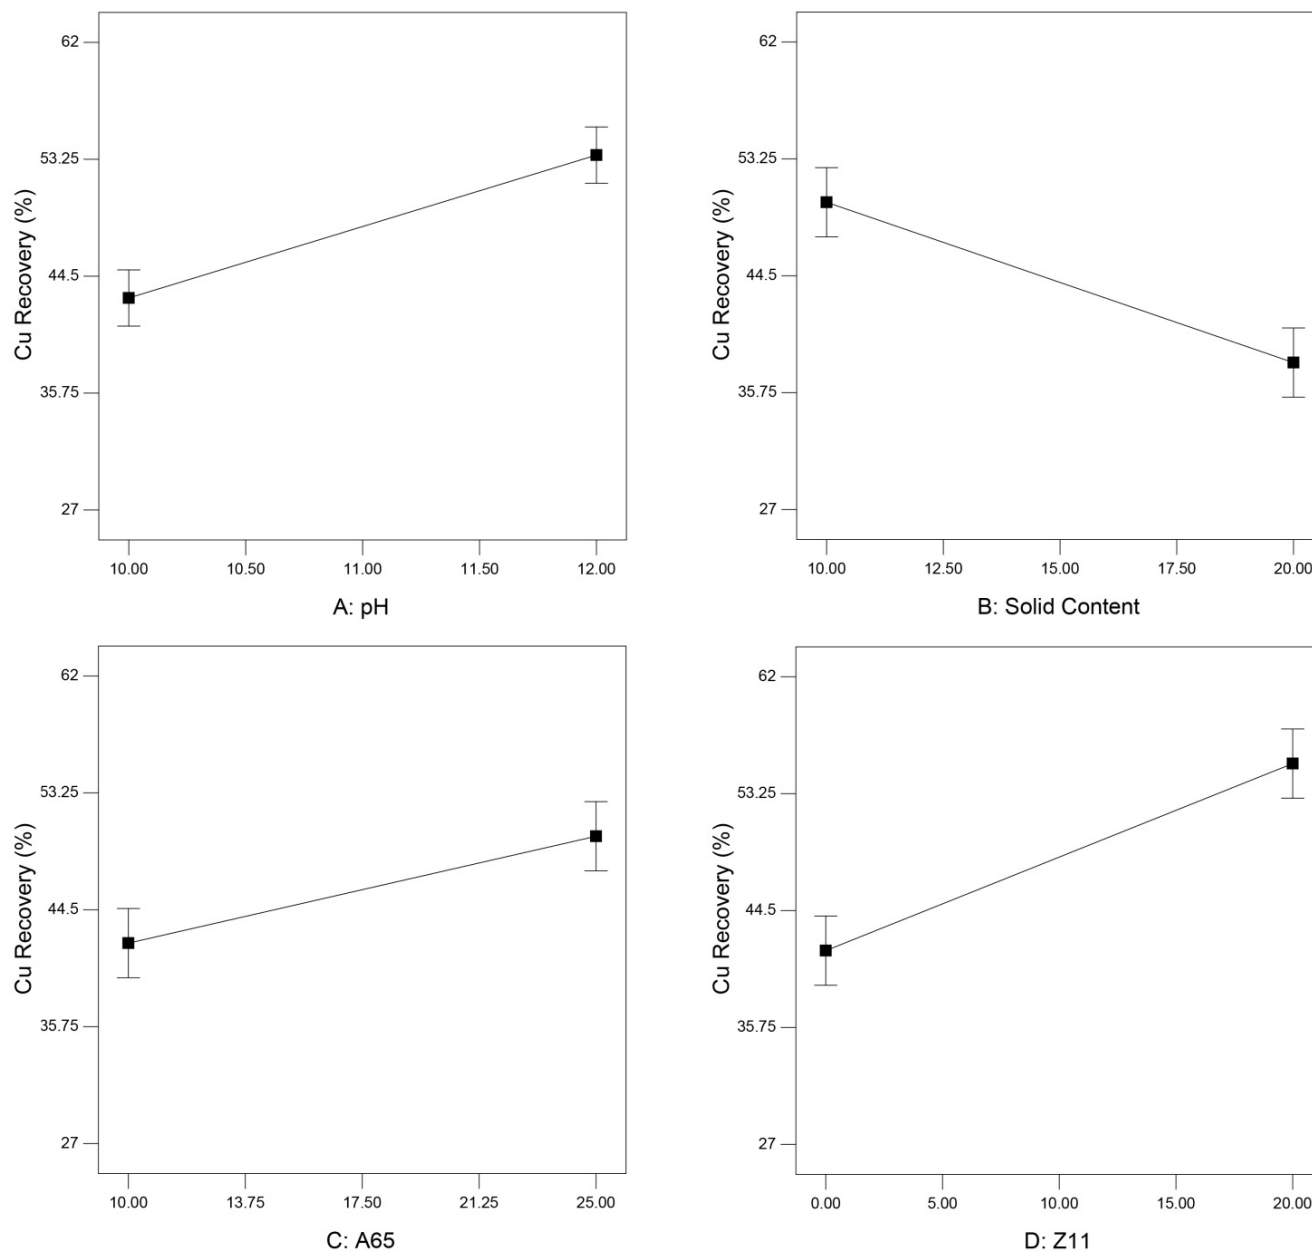 62
53.25
44.5
35.75
27
Cu Recovery (%)
10.00 10.50 11.00 11.50 12.00
A: pH
62
53.25
44.5
35.75
27
Cu Recovery (%)
10.00 12.50 15.00 17.50 20.00
B: Solid Content
62
53.25
44.5
35.75
27
Cu Recovery (%)
10.00 13.75 17.50 21.25 25.00
C: A65
62
53.25
44.5
35.75
27
Cu Recovery (%)
0.00 5.00 10.00 15.00 20.00
D: Z11